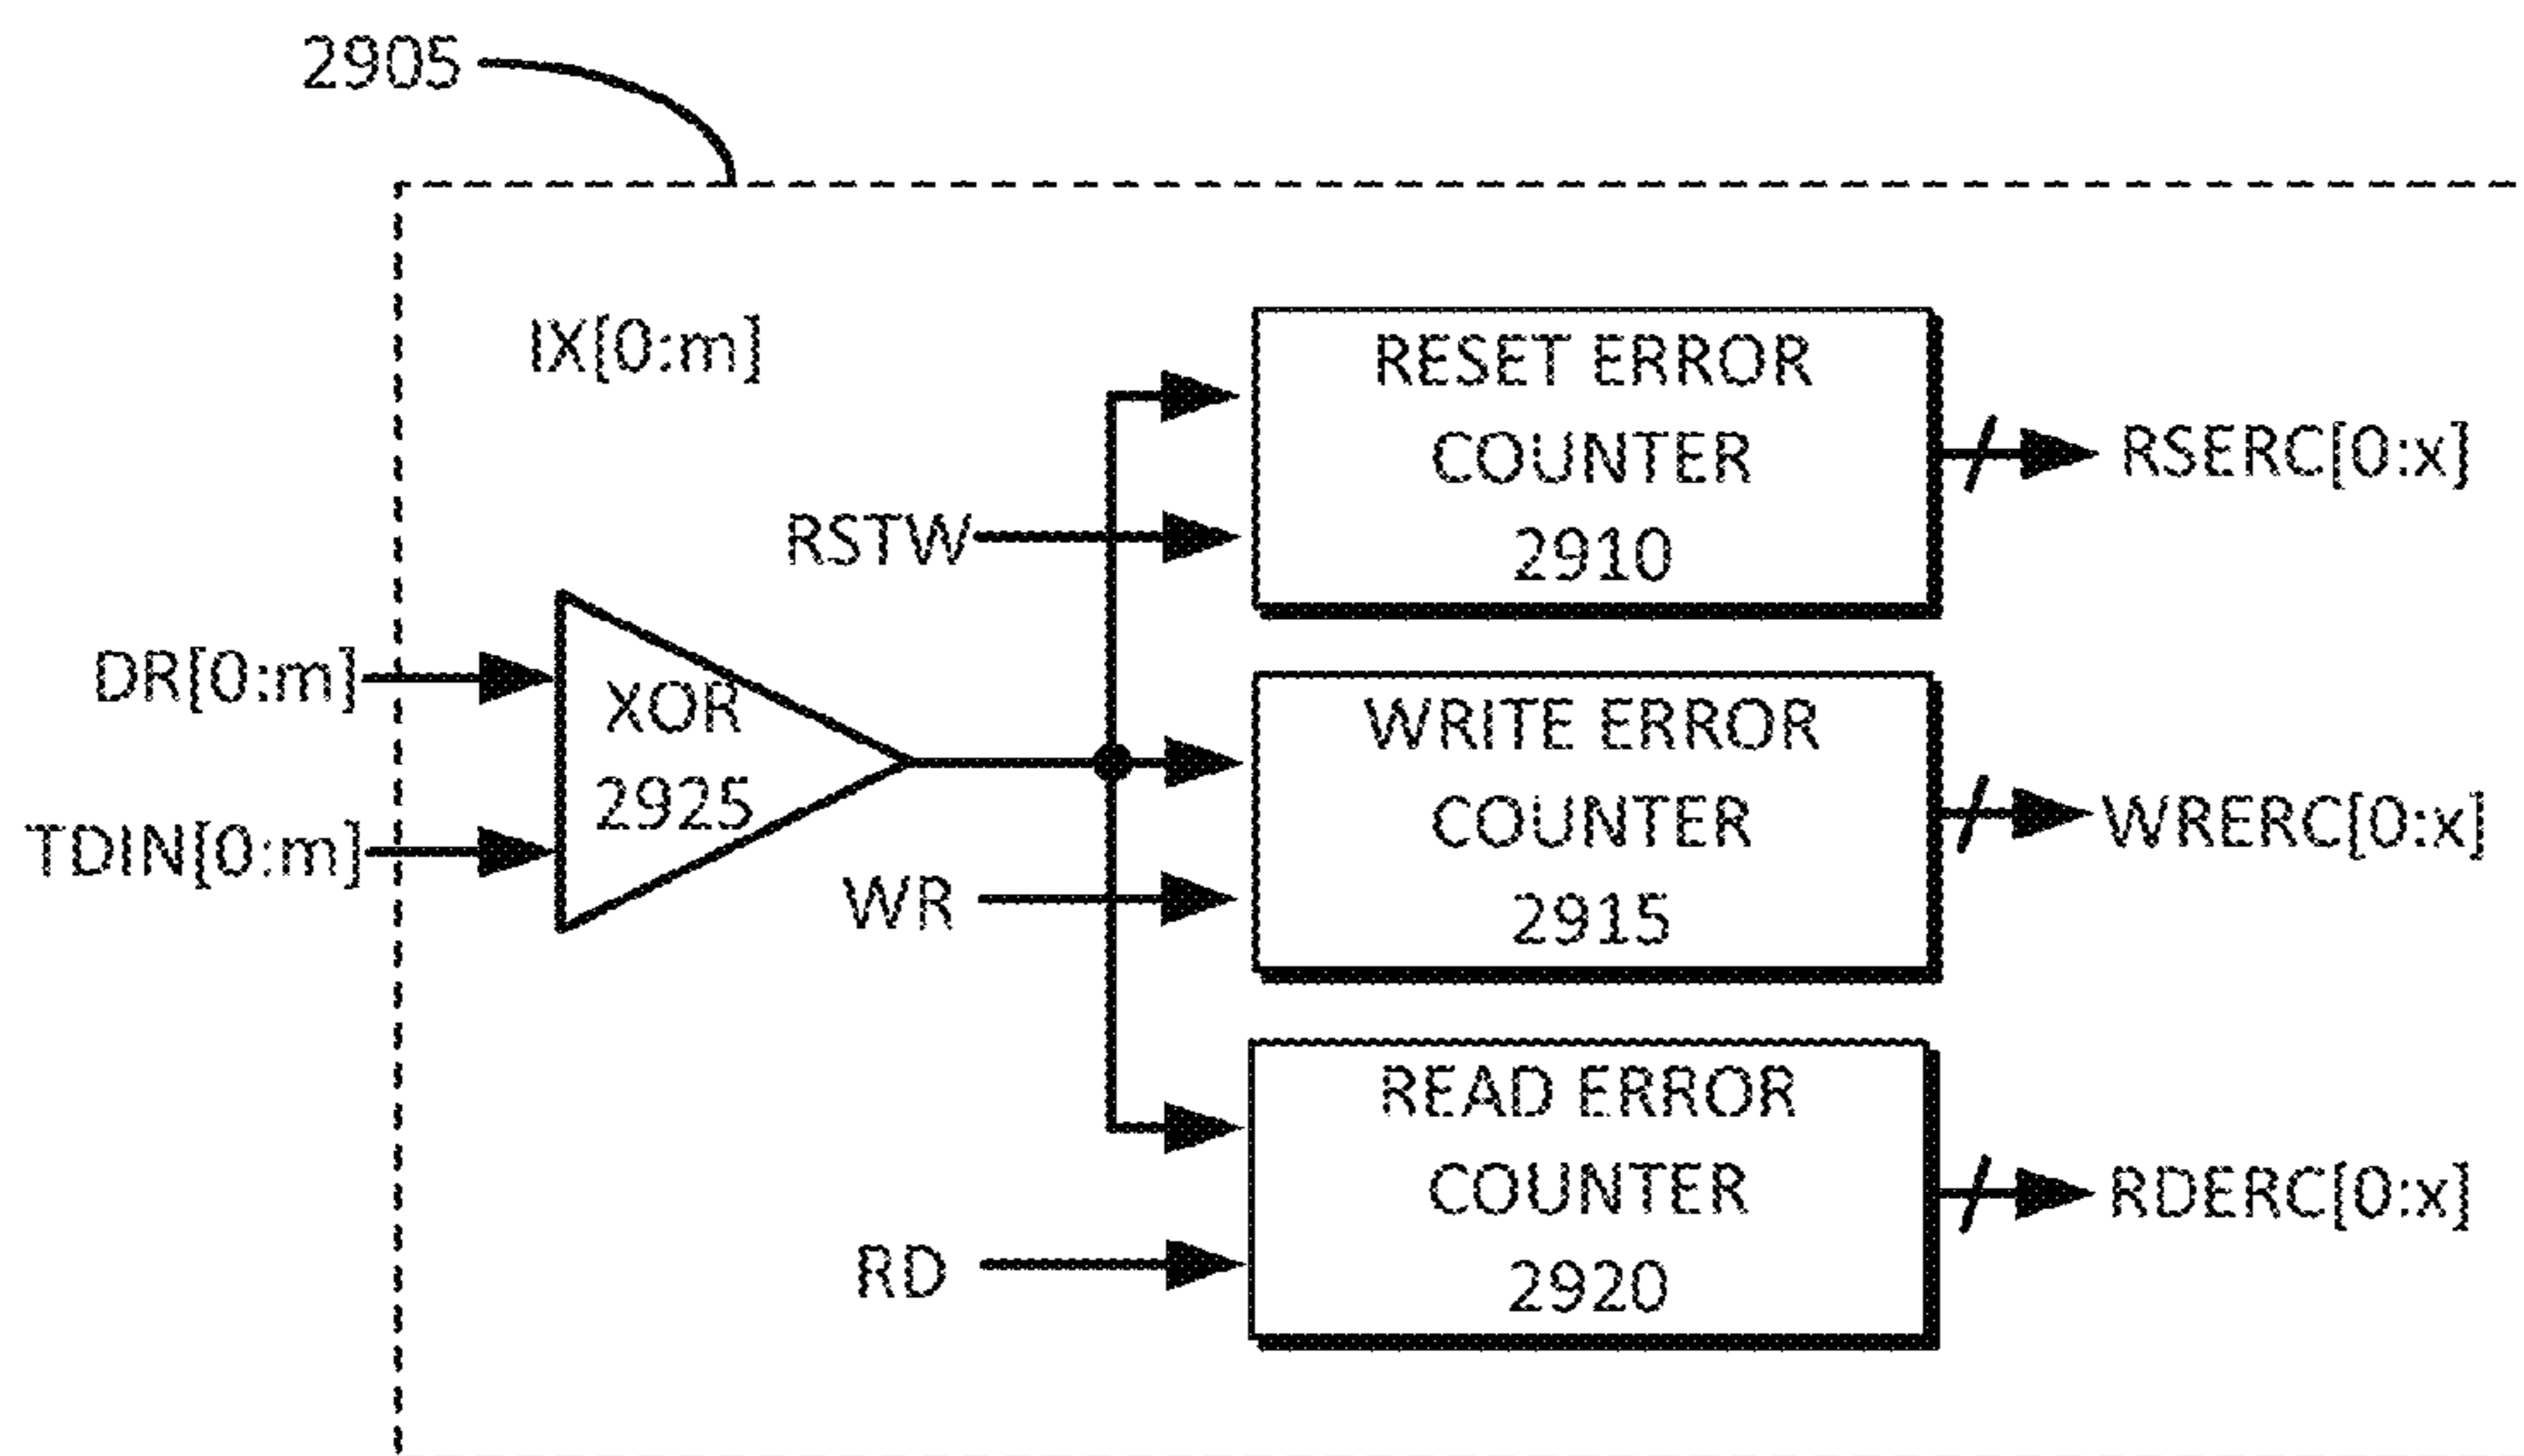 2905
IX[0:m]
RESET ERROR
COUNTER
2910
RSERC[0:x]
RSTW
DR[0:m]
TDIN[0:m]
XOR
2925
WRITE ERROR
COUNTER
2915
WRERC[0:x]
WR
READ ERROR
COUNTER
2920
RDERC[0:x]
RD